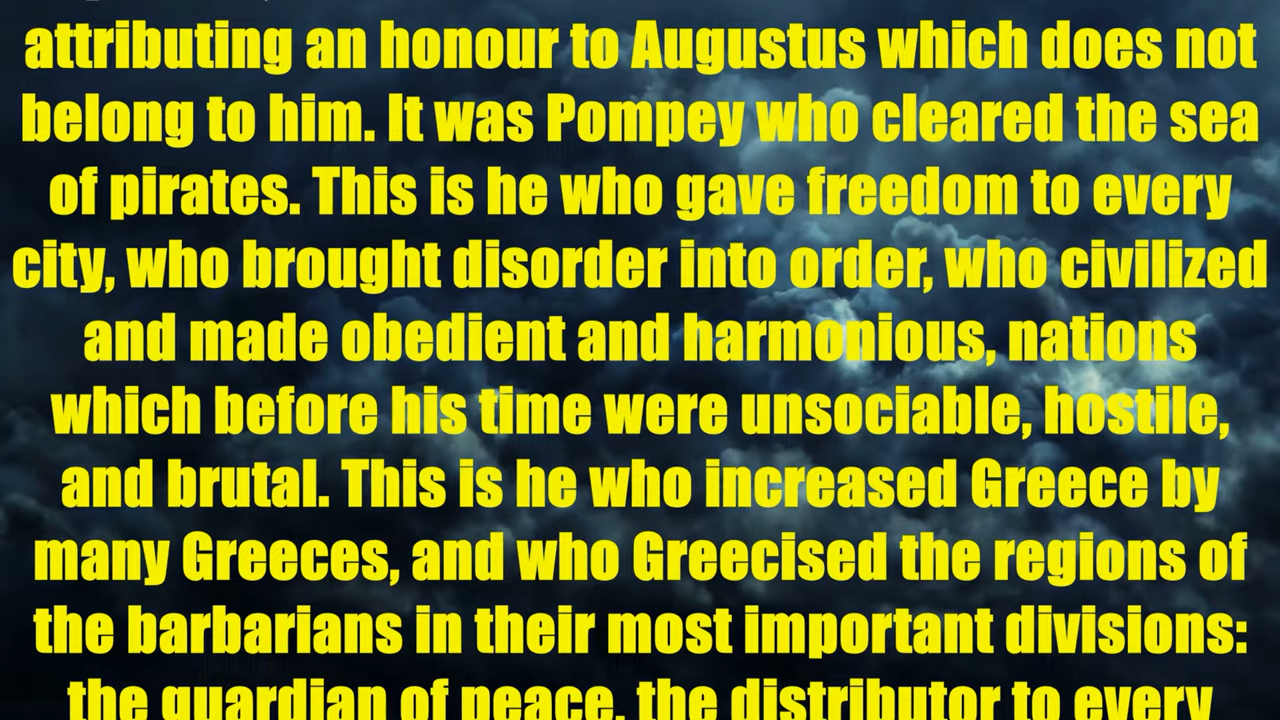 attributing an honour to Augustus which does not
belong to him. It was Pompey who cleared the sea
of pirates. This is he who gave freedom to every
city, who brought disorder into order, who civilized
and made obedient and harmonious, nations
which before his time were unsociable, hostile,
and brutal. This is he who increased Greece by
many Greeces, and who Greecised the regions of
the barbarians in their most important divisions:
the guardian of peace, the distributor to every